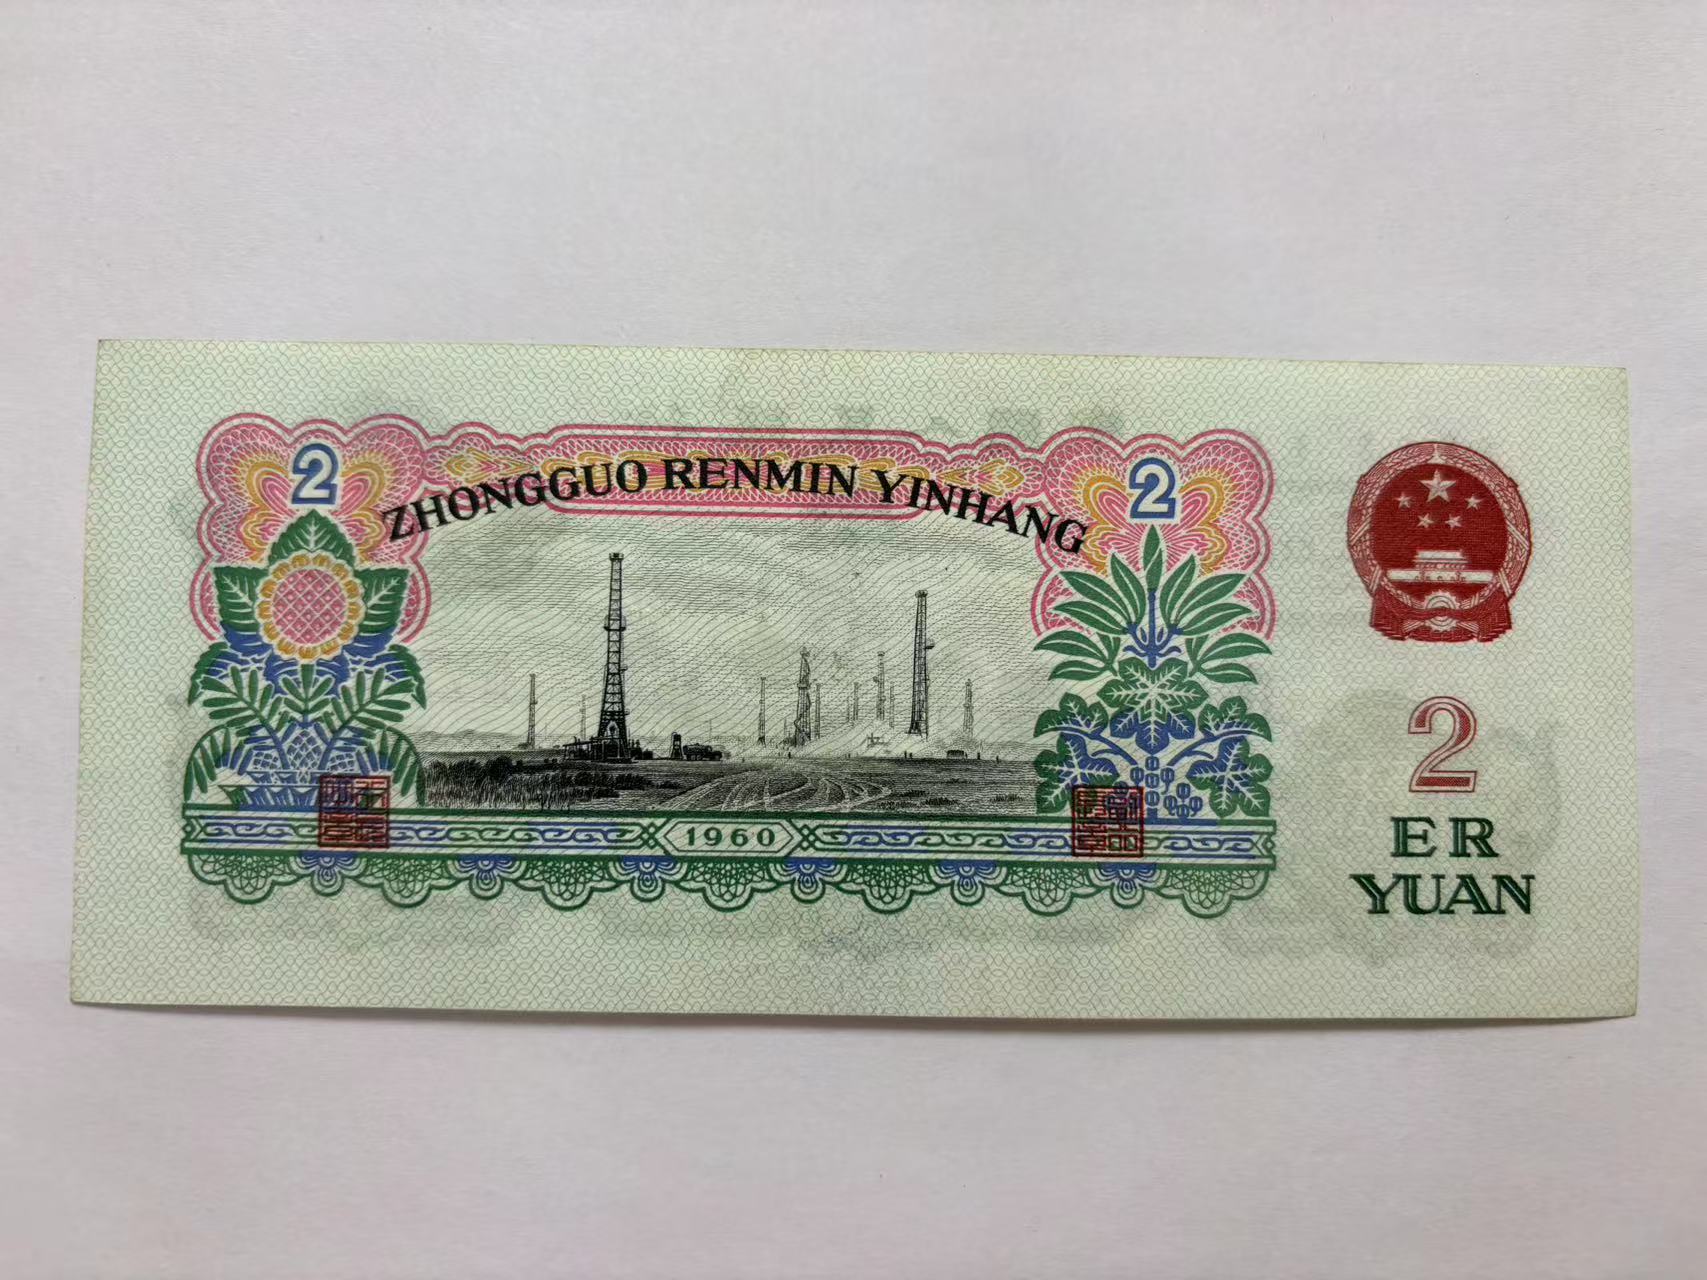 2
2
ZHONGGUO RENMIN YINHANG
1960
2
ER
YUAN